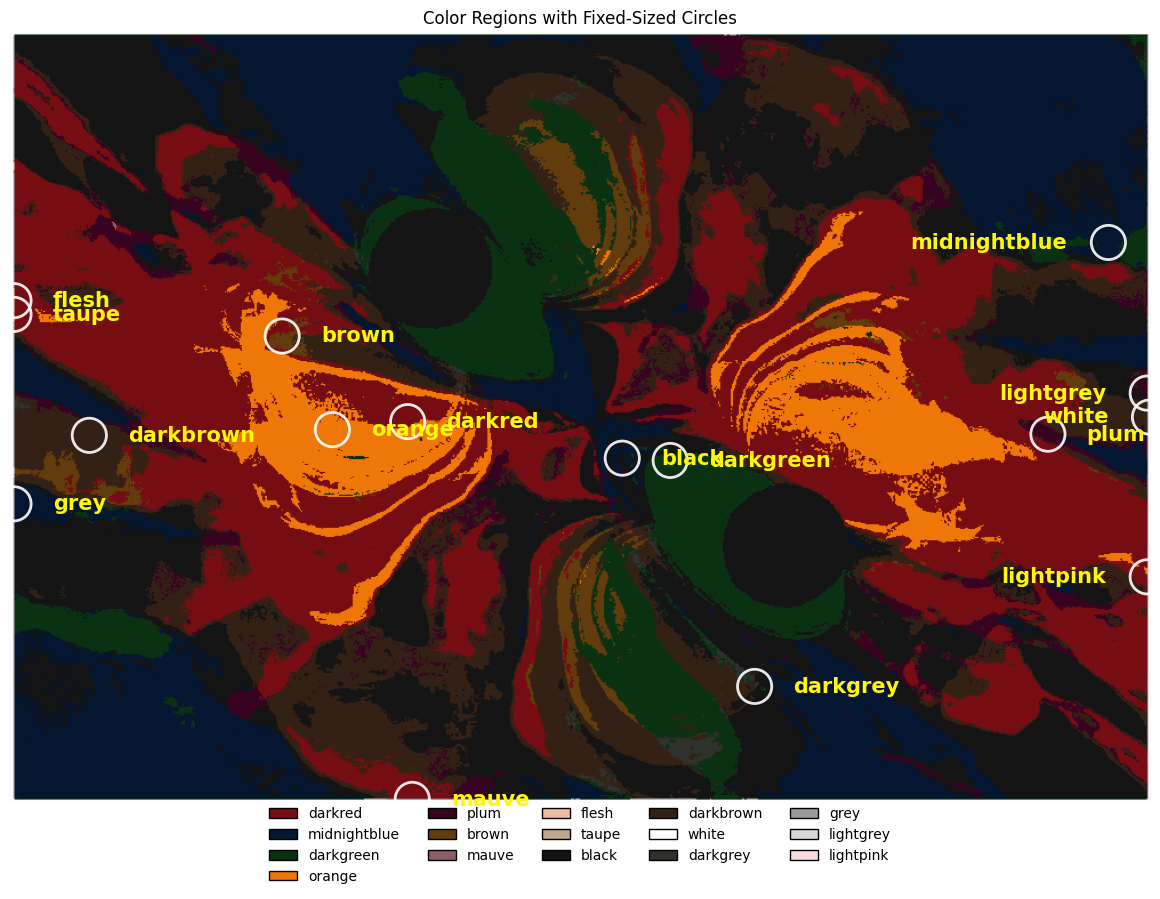 Color Regions with Fixed-Sized Circles
midnightblue
flesh
taupe
brown
lightgrey
white
orange
darkred
plum
darkbrown
black
darkgreen
grey
lightpink
darkgrey
mauve
darkred plum flesh darkbrown grey
midnightblue brown taupe white lightgrey
darkgreen mauve black darkgrey lightpink
orange